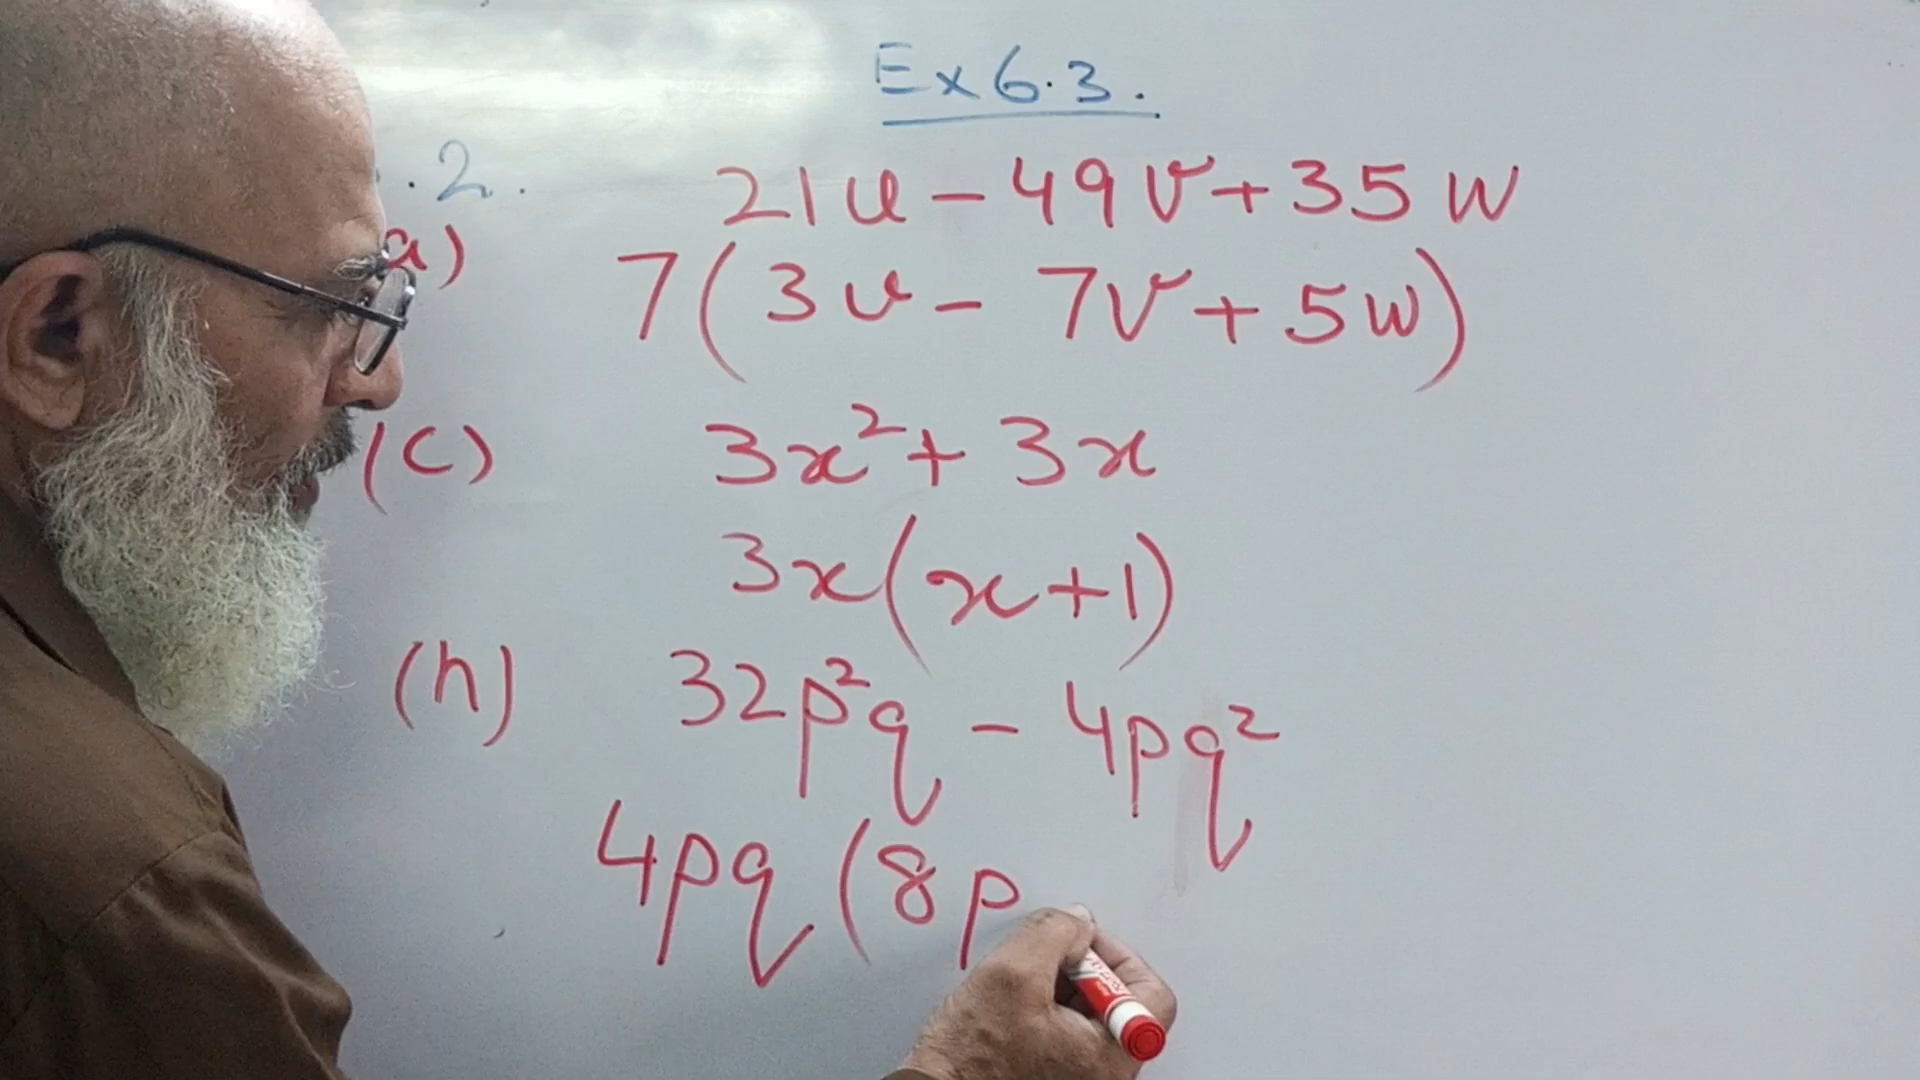 Ex 6.3.
.2.
a) 21u - 49v + 35w
7(3u - 7v + 5w)
(c) 3x² + 3x
3x(x + 1)
(h) 32p²q - 4pq²
4pq(8p